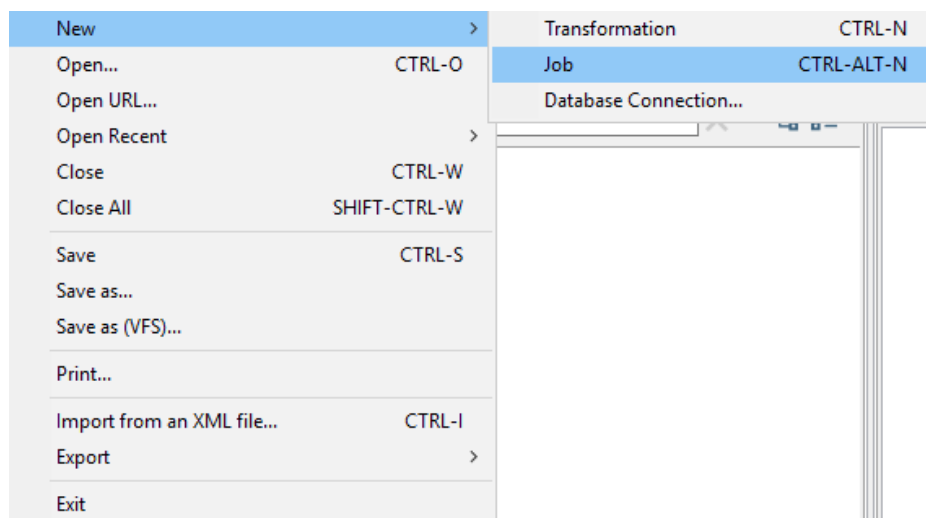 New > Transformation CTRL-N
Open... CTRL-O Job CTRL-ALT-N
Open URL... Database Connection...
Open Recent >
Close CTRL-W
Close All SHIFT-CTRL-W
Save CTRL-S
Save as...
Save as (VFS)...
Print...
Import from an XML file... CTRL-I
Export >
Exit